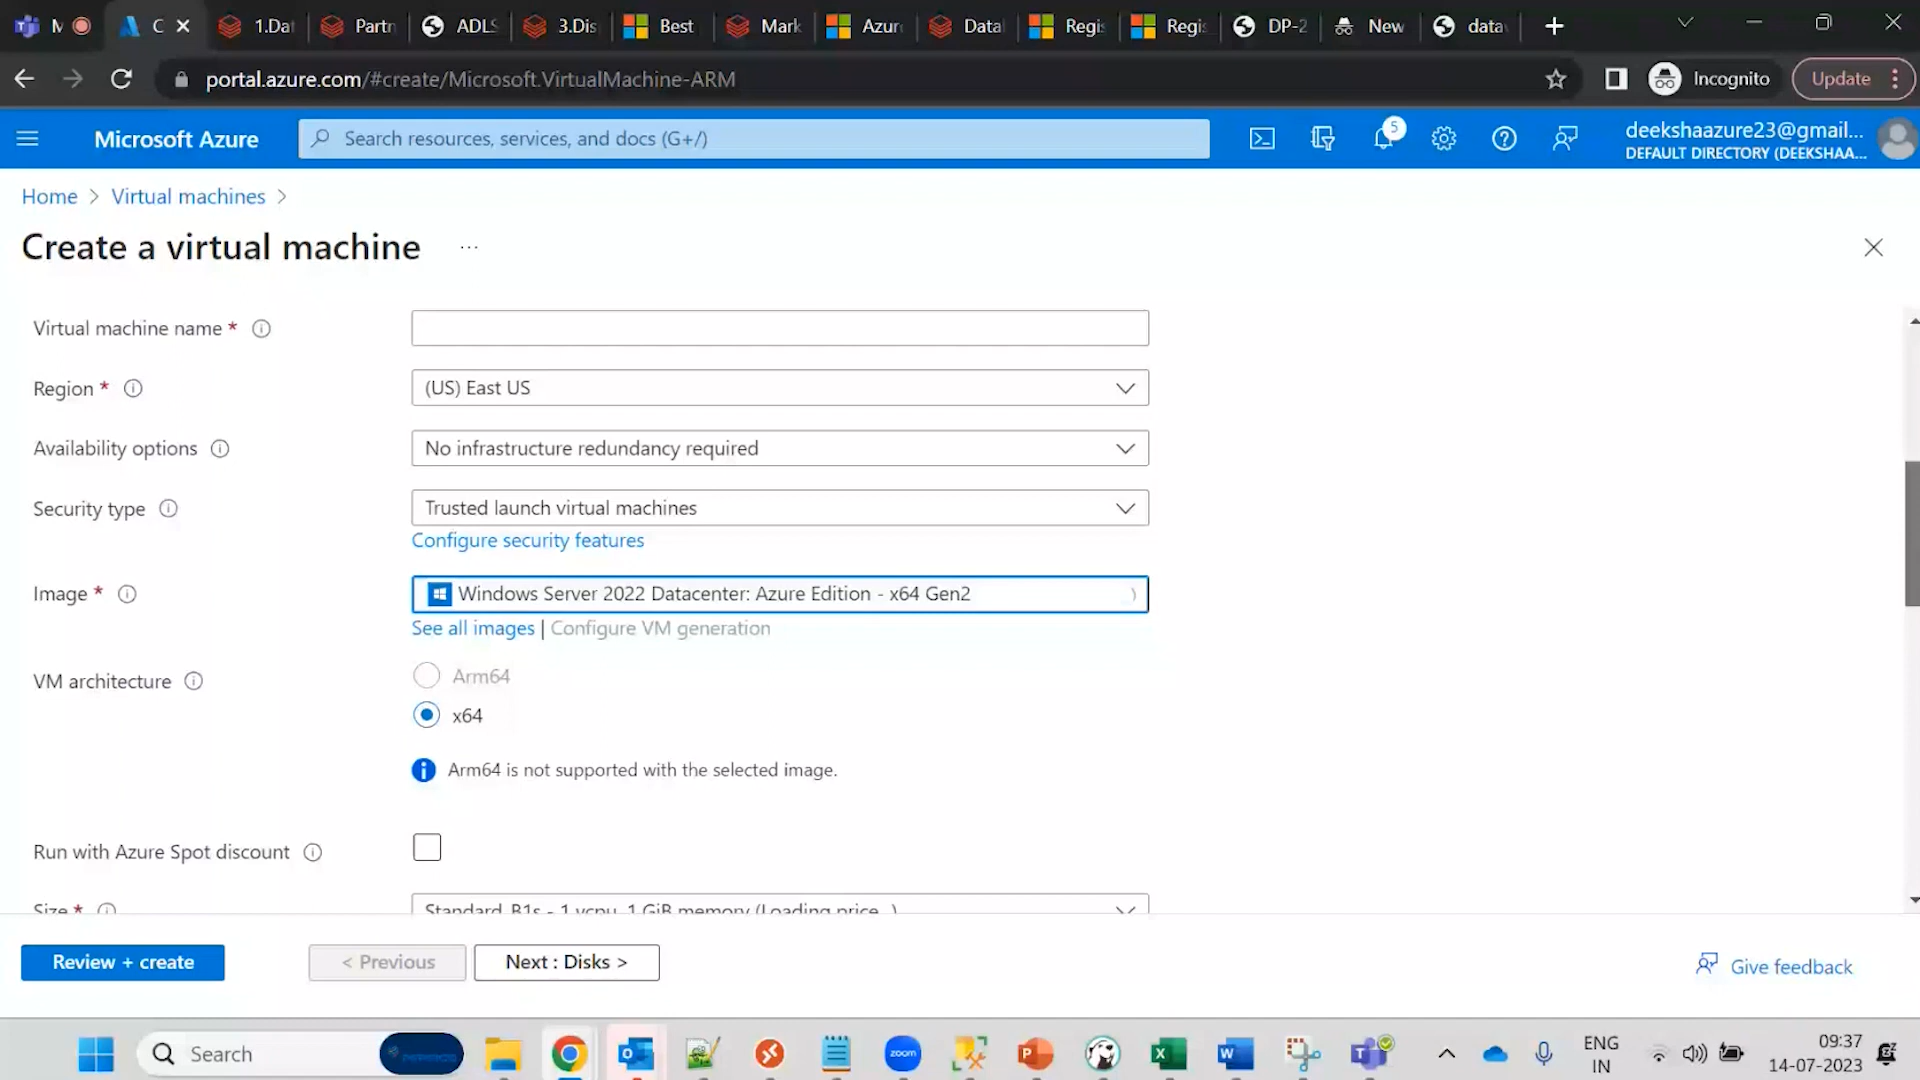 M
C
1.Dat
Partn
ADLS
3.Dis
Best
Mark
Azur
Datal
Regis
Regis
DP-2
New
data
portal.azure.com/#create/Microsoft.VirtualMachine-ARM
Incognito
Update
Microsoft Azure
Search resources, services, and docs (G+/)
5
deekshaazure23@gmail...
DEFAULT DIRECTORY (DEEKSHAA...
Home > Virtual machines >
Create a virtual machine ...
Virtual machine name *
Region *
(US) East US
Availability options
No infrastructure redundancy required
Security type
Trusted launch virtual machines
Configure security features
Image *
Windows Server 2022 Datacenter: Azure Edition - x64 Gen2
See all images | Configure VM generation
VM architecture
Arm64
x64
Arm64 is not supported with the selected image.
Run with Azure Spot discount
Size *
Standard_B1s - 1 vcpu, 1 GiB memory (Loading price...)
Review + create
< Previous
Next : Disks >
Give feedback
Search
zoom
ENG
IN
09:37
14-07-2023